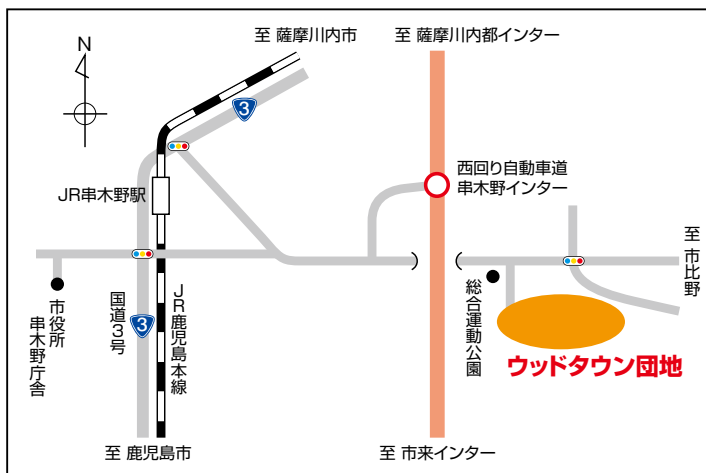 至 薩摩川内市
至 薩摩川内都インター
N
3
西回り自動車道
串木野インター
JR串木野駅
至 市比野
市役所
串木野庁舎
国道3号
3
JR鹿児島本線
総合運動公園
ウッドタウン団地
至 鹿児島市
至 市来インター